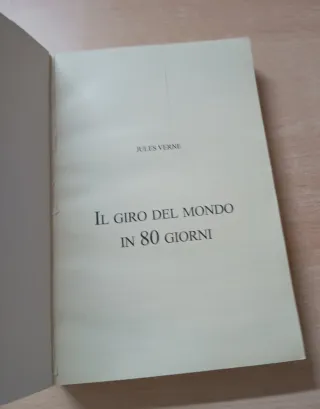 JULES VERNE
IL GIRO DEL MONDO
IN 80 GIORNI